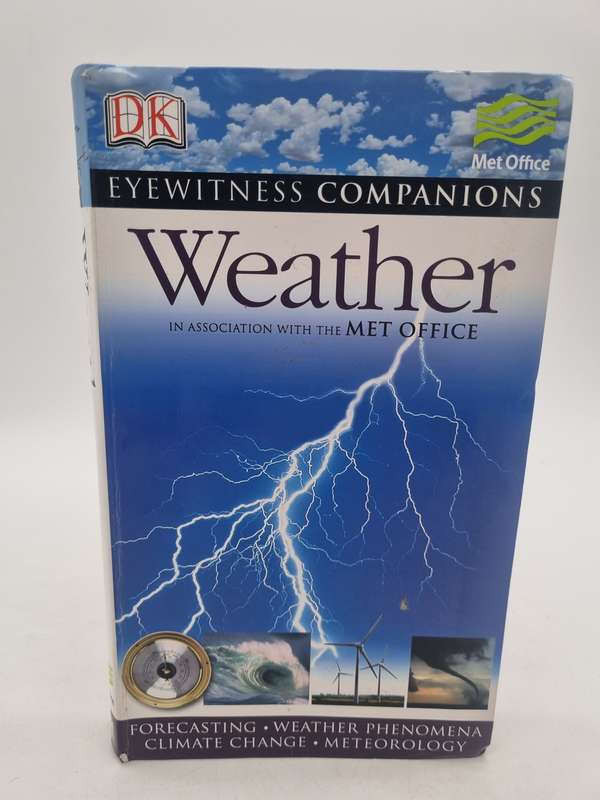 DK
Met Office
EYEWITNESS COMPANIONS
Weather
IN ASSOCIATION WITH THE MET OFFICE
FORECASTING • WEATHER PHENOMENA
CLIMATE CHANGE • METEOROLOGY